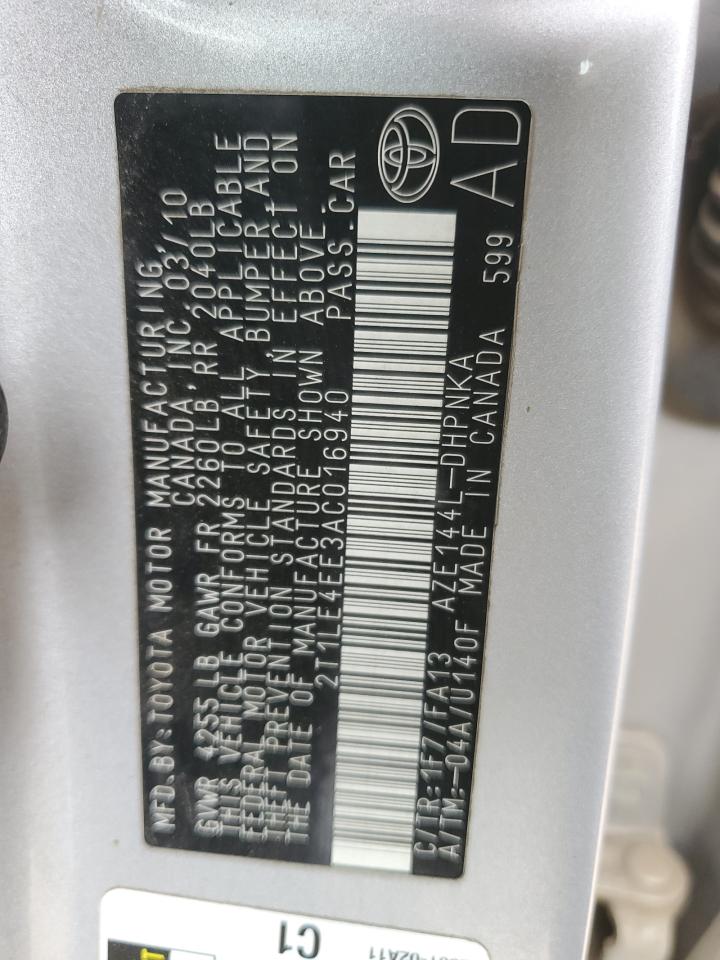 MFD. BY: TOYOTA MOTOR MANUFACTURING,
CANADA, INC. 03/10
GVWR 4255 LB GAWR FR 2260LB RR 2040LB
THIS VEHICLE CONFORMS TO ALL APPLICABLE
FEDERAL MOTOR VEHICLE SAFETY, BUMPER, AND
THEFT PREVENTION STANDARDS IN EFFECT ON
THE DATE OF MANUFACTURE SHOWN ABOVE.
2T1LE4EE3AC016940 PASS.CAR
C/TR:1F7/FA13 AZE144L-DHPNKA 599
A/TM:-04A/U140F MADE IN CANADA
AD
C1